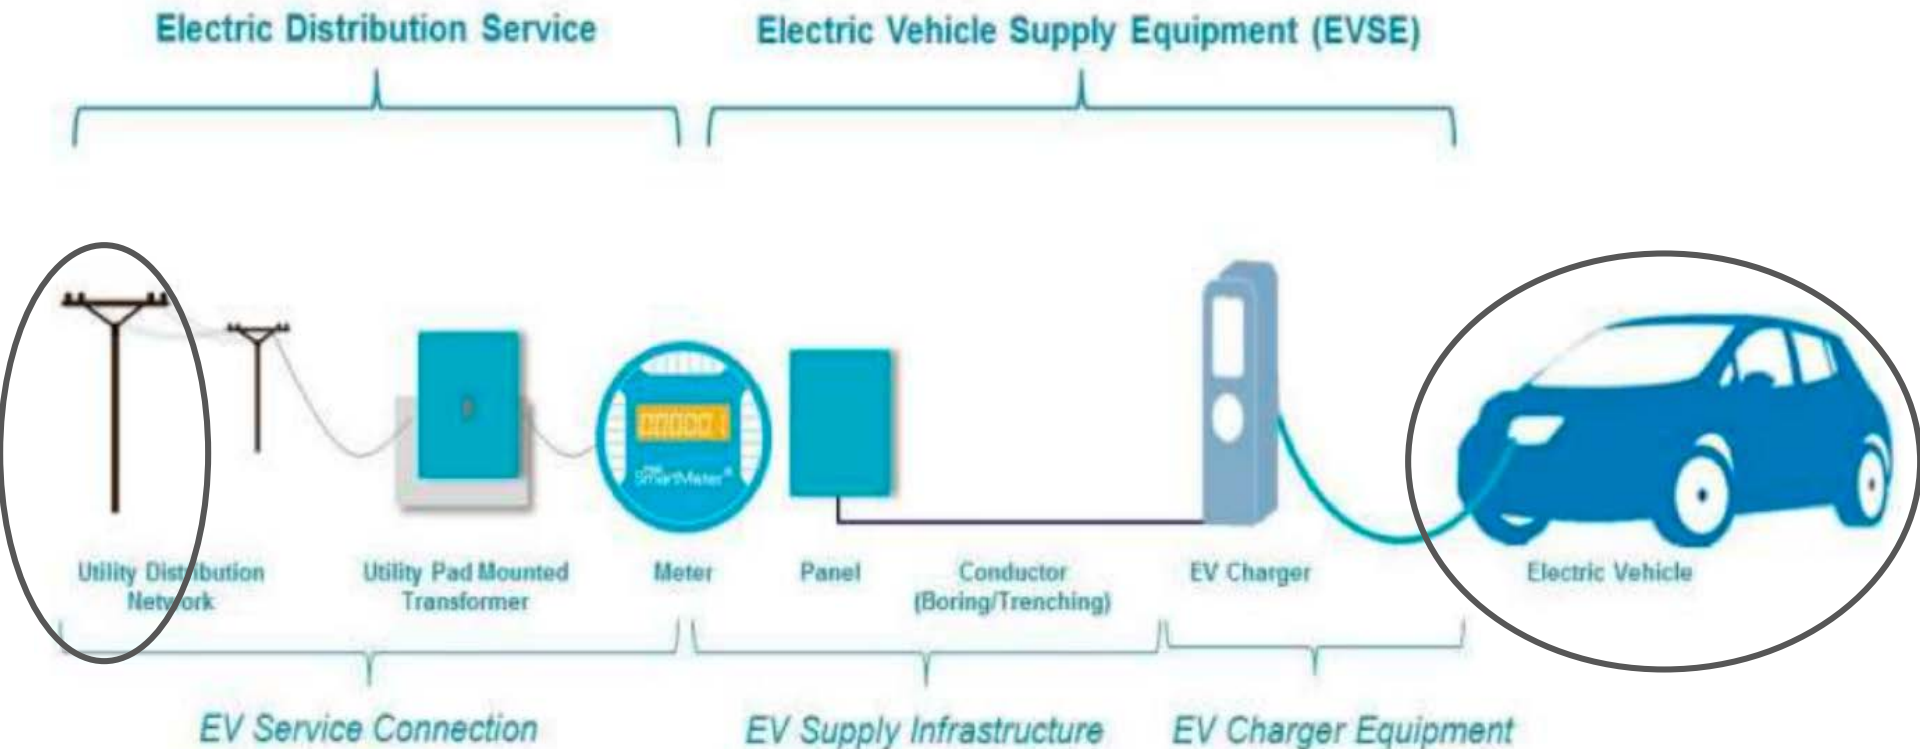 Electric Distribution Service
Electric Vehicle Supply Equipment (EVSE)
SmartMeter®
Utility Distribution
Network
Utility Pad Mounted
Transformer
Meter
Panel
Conductor
(Boring/Trenching)
EV Charger
Electric Vehicle
EV Service Connection
EV Supply Infrastructure
EV Charger Equipment